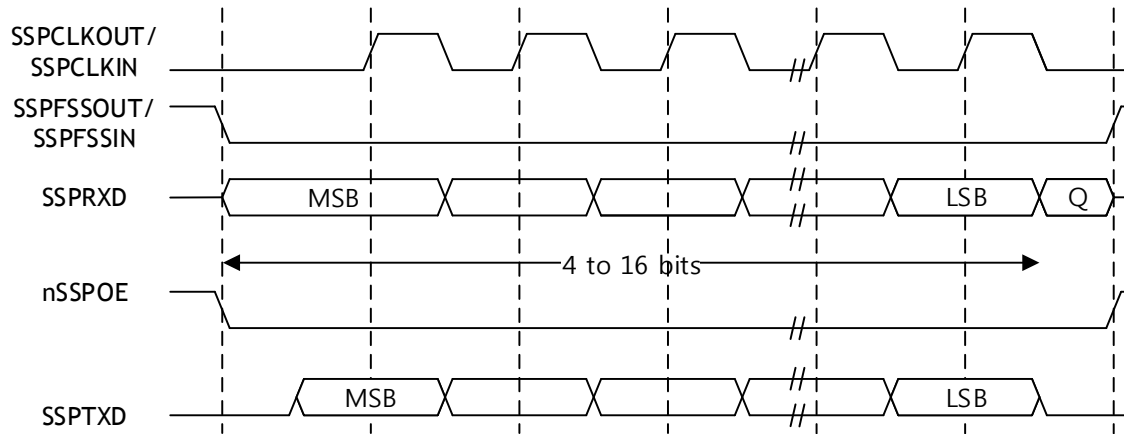 SSPCLKOUT/
SSPCLKIN
SSPFSSOUT/
SSPFSSIN
SSPRXD
MSB
LSB
Q
4 to 16 bits
nSSPOE
SSPTXD
MSB
LSB